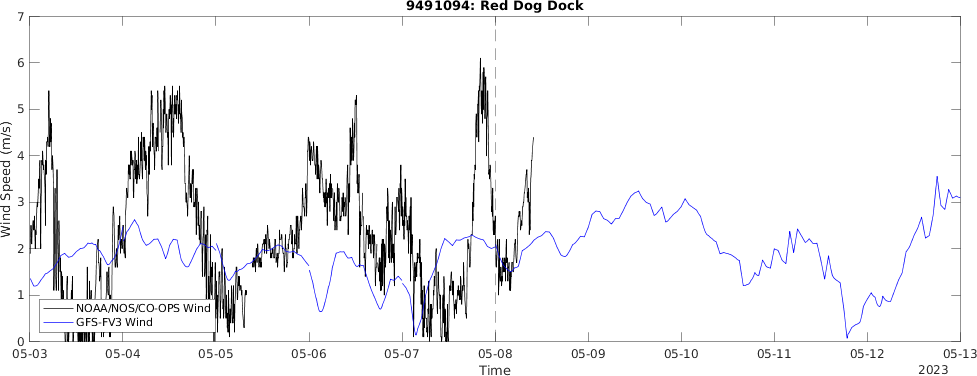 9491094: Red Dog Dock
Wind Speed (m/s)
7
6
5
4
3
2
1
0
NOAA/NOS/CO-OPS Wind
GFS-FV3 Wind
05-03 05-04 05-05 05-06 05-07 05-08 05-09 05-10 05-11 05-12 05-13
Time
2023